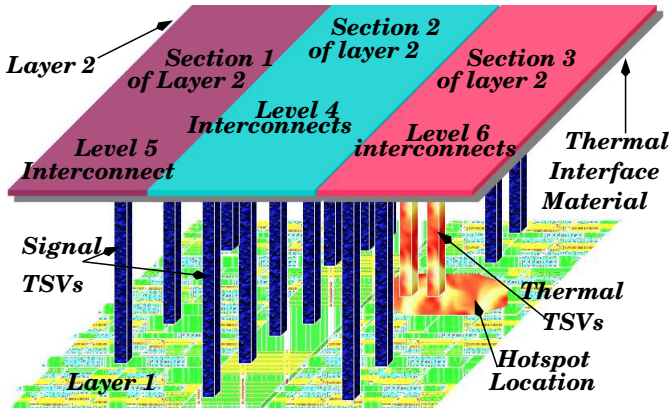 Layer 2
Section 1
of Layer 2
Section 2
of layer 2
Section 3
of layer 2
Level 5
Interconnect
Level 4
Interconnects
Level 6
interconnects
Thermal
Interface
Material
Signal
TSVs
Thermal
TSVs
Hotspot
Location
Layer 1